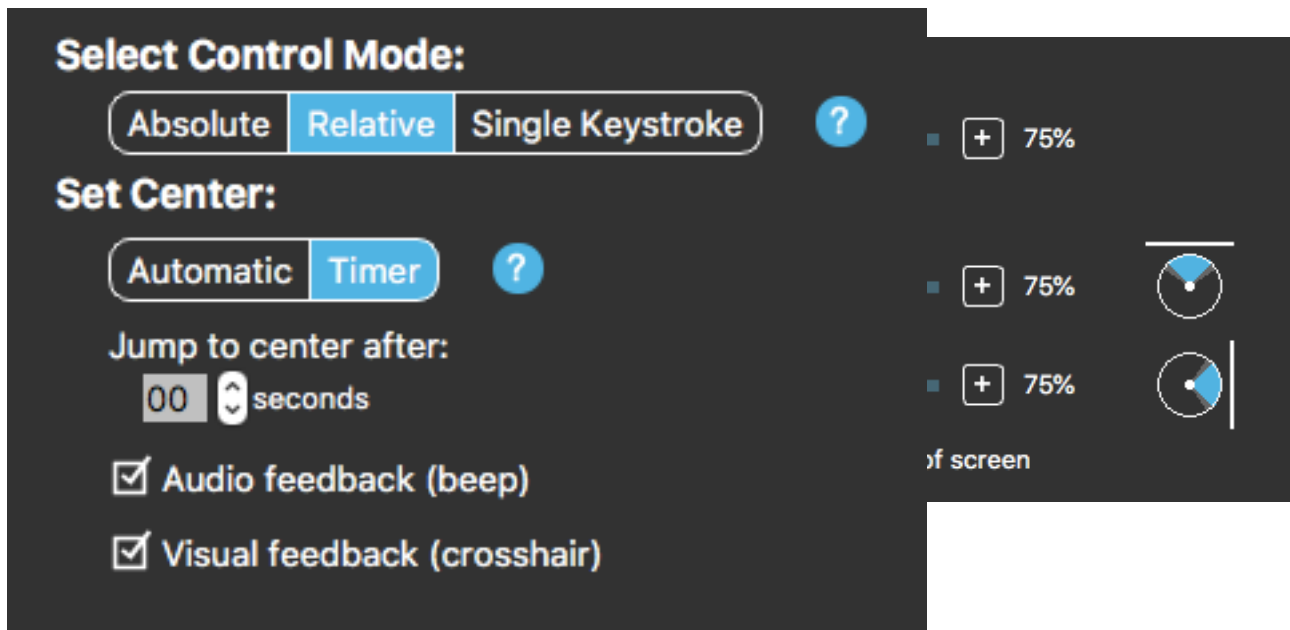 Select Control Mode:
Absolute Relative Single Keystroke ?
Set Center:
Automatic Timer ?
Jump to center after:
00 seconds
Audio feedback (beep)
Visual feedback (crosshair)
+ 75%
+ 75%
+ 75%
of screen